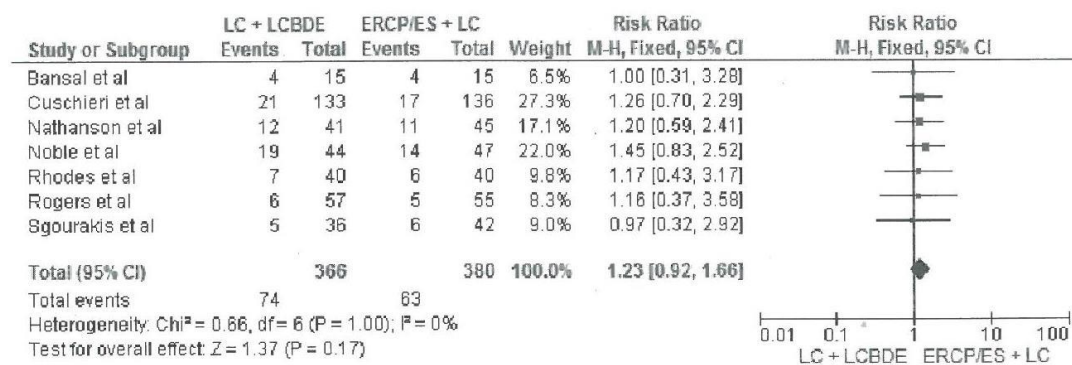 LC + LCBDE ERCP/ES + LC Risk Ratio Risk Ratio
Study or Subgroup Events Total Events Total Weight M-H, Fixed, 95% CI M-H, Fixed, 95% CI
Bansal et al 4 15 4 15 6.5% 1.00 [0.31, 3.28]
Cuschieri et al 21 133 17 136 27.3% 1.26 [0.70, 2.29]
Nathanson et al 12 41 11 45 17.1% 1.20 [0.59, 2.41]
Noble et al 19 44 14 47 22.0% 1.45 [0.83, 2.52]
Rhodes et al 7 40 6 40 9.8% 1.17 [0.43, 3.17]
Rogers et al 6 57 5 55 8.3% 1.16 [0.37, 3.58]
Sgourakis et al 5 36 6 42 9.0% 0.97 [0.32, 2.92]
Total (95% CI) 366 380 100.0% 1.23 [0.92, 1.66]
Total events 74 63
Heterogeneity: Chi² = 0.66, df = 6 (P = 1.00); I² = 0%
Test for overall effect: Z = 1.37 (P = 0.17)
0.01 0.1 1 10 100
LC + LCBDE ERCP/ES + LC